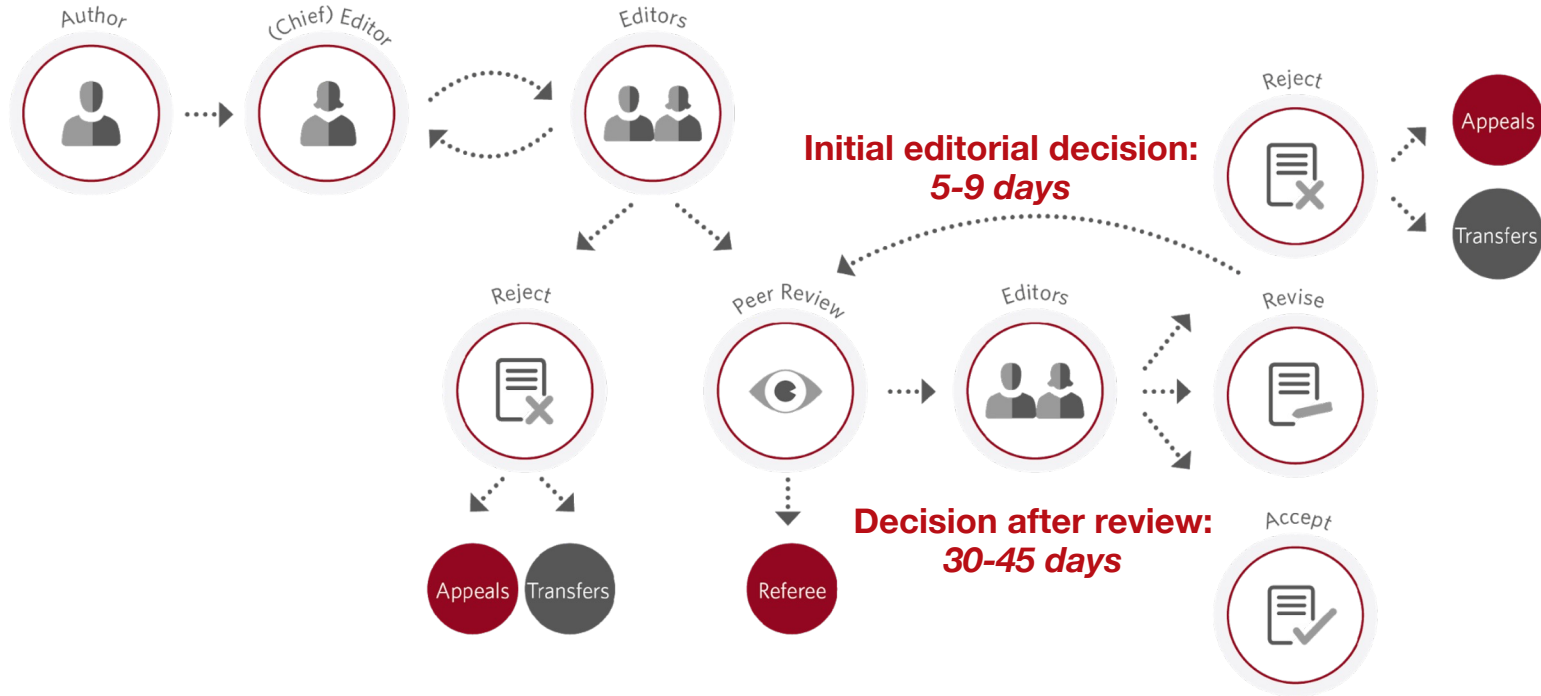 Author
(Chief) Editor
Editors
Reject
Appeals
Initial editorial decision:
5-9 days
Transfers
Reject
Peer Review
Editors
Revise
Decision after review:
30-45 days
Accept
Appeals
Transfers
Referee